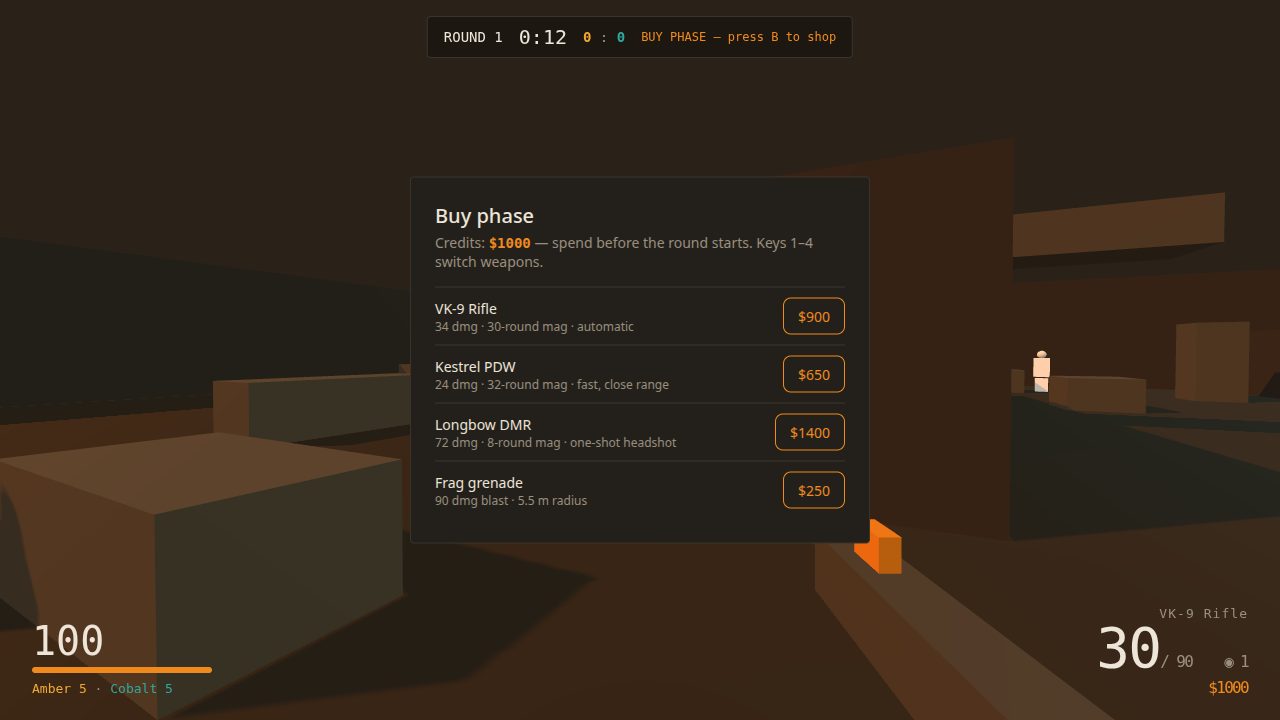 ROUND 1 0:12 0 : 0 BUY PHASE — press B to shop
Buy phase
Credits: $1000 — spend before the round starts. Keys 1–4
switch weapons.
VK-9 Rifle
34 dmg · 30-round mag · automatic
$900
Kestrel PDW
24 dmg · 32-round mag · fast, close range
$650
Longbow DMR
72 dmg · 8-round mag · one-shot headshot
$1400
Frag grenade
90 dmg blast · 5.5 m radius
$250
100
Amber 5 · Cobalt 5
VK-9 Rifle
30 / 90 ◉ 1
$1000